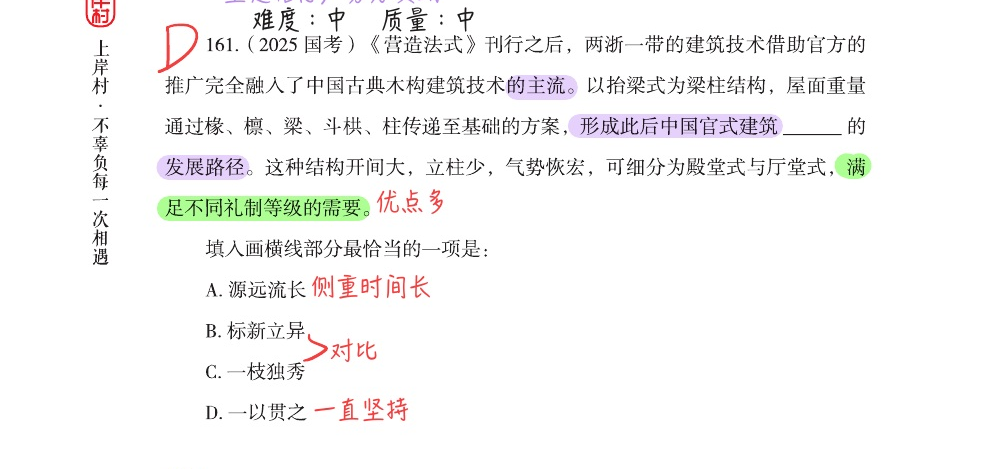 岸村
难度：中 质量：中
D
161.（2025 国考）《营造法式》刊行之后，两浙一带的建筑技术借助官方的
推广完全融入了中国古典木构建筑技术的主流。以抬梁式为梁柱结构，屋面重量
通过椽、檩、梁、斗栱、柱传递至基础的方案，形成此后中国官式建筑______的
发展路径。这种结构开间大，立柱少，气势恢宏，可细分为殿堂式与厅堂式，满
足不同礼制等级的需要。优点多
填入画横线部分最恰当的一项是：
A. 源远流长 侧重时间长
B. 标新立异
对比
C. 一枝独秀
D. 一以贯之 一直坚持
上岸村·不辜负每一次相遇